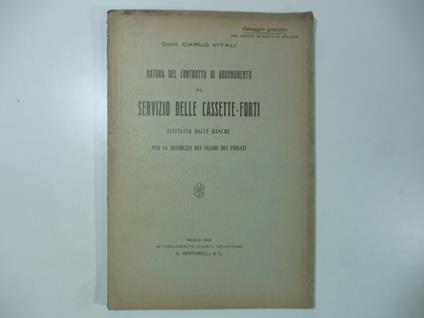 Omaggio gratuito
Dott. CARLO VITALI
NATURA DEL CONTRATTO DI ABBONAMENTO
AL
SERVIZIO DELLE CASSETTE-FORTI
ISTITUITO DALLE BANCHE
PER LA SICUREZZA DEI VALORI DEI PRIVATI
MILANO
STABILIMENTO D'ARTI GRAFICHE
A. BERTARELLI & C.